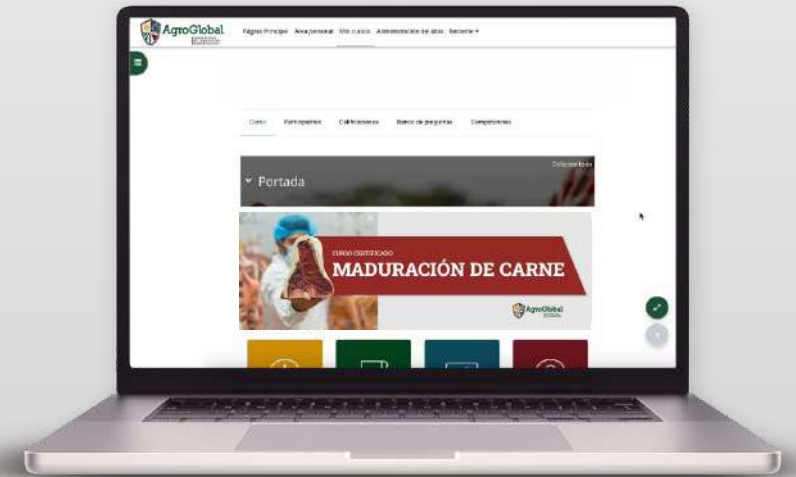 AgroGlobal
Página Principal Área personal Mis cursos Administración del sitio Reciente
Curso Participantes Calificaciones Banco de preguntas Competencias
Colapsar todo
Portada
CURSO CERTIFICADO
MADURACIÓN DE CARNE
AgroGlobal